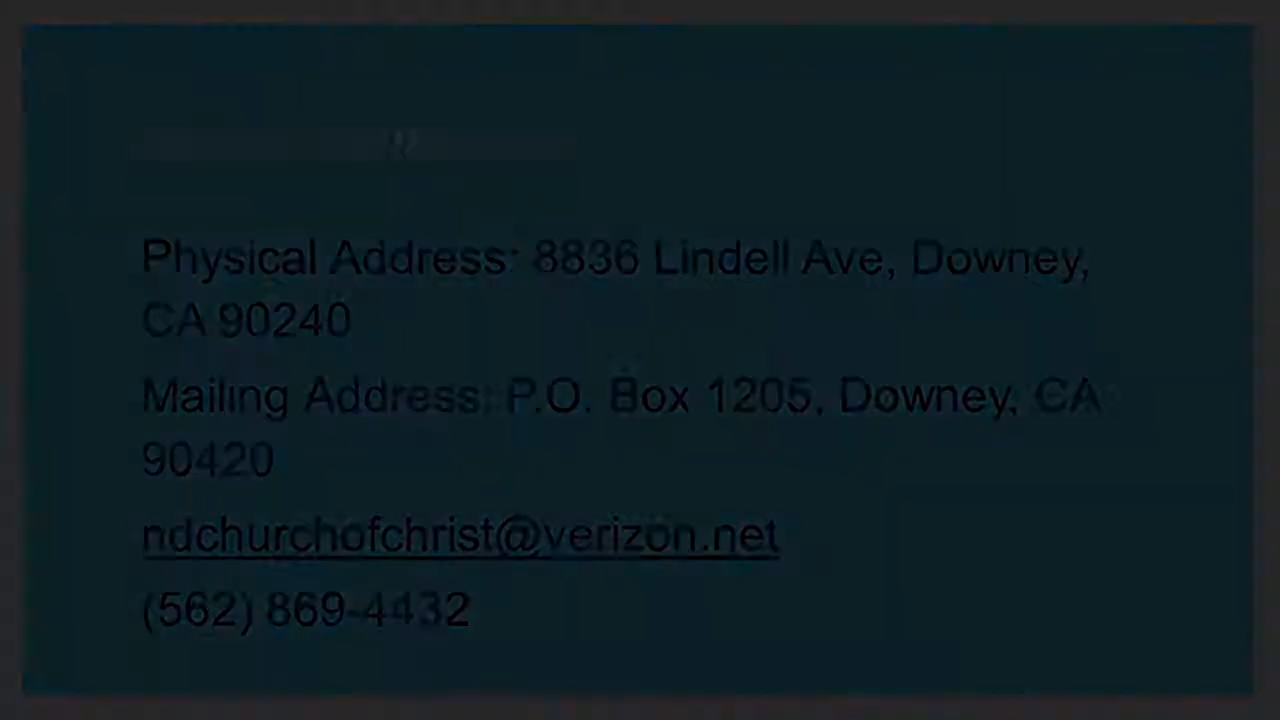 Physical Address: 8836 Lindell Ave, Downey,
CA 90240
Mailing Address: P.O. Box 1205, Downey, CA
90420
ndchurchofchrist@verizon.net
(562) 869-4432